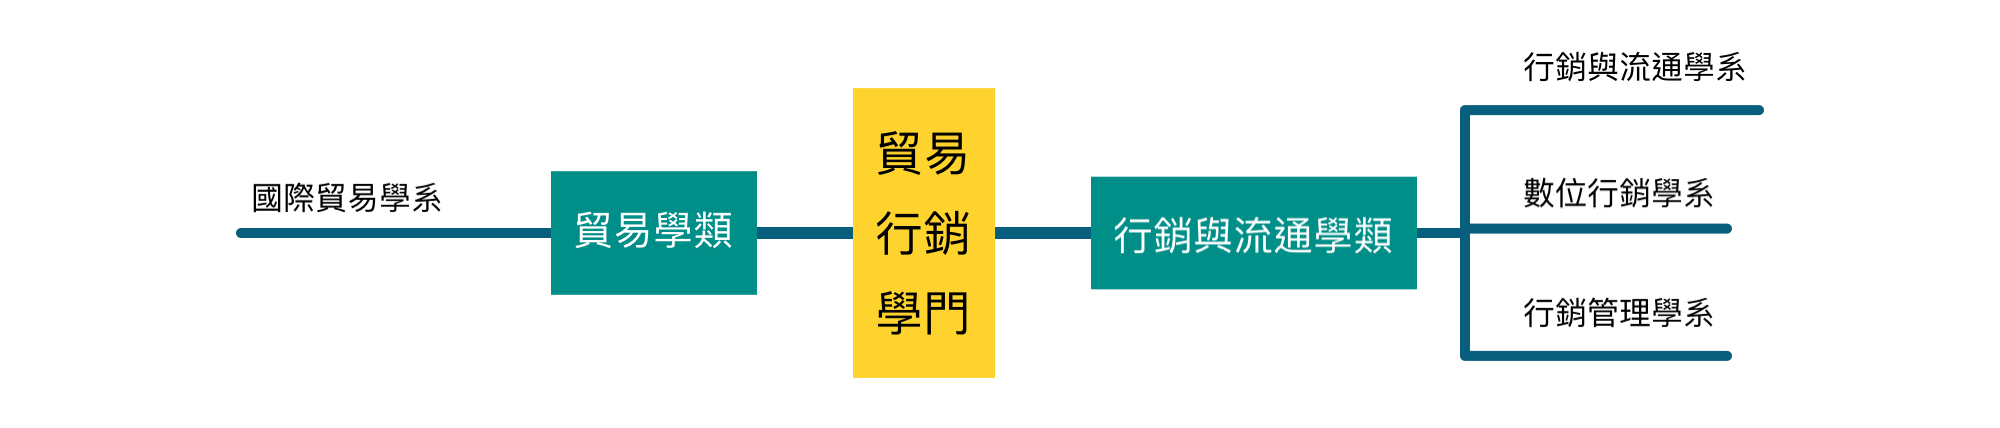 國際貿易學系
貿易學類
貿易
行銷
學門
行銷與流通學類
行銷與流通學系
數位行銷學系
行銷管理學系